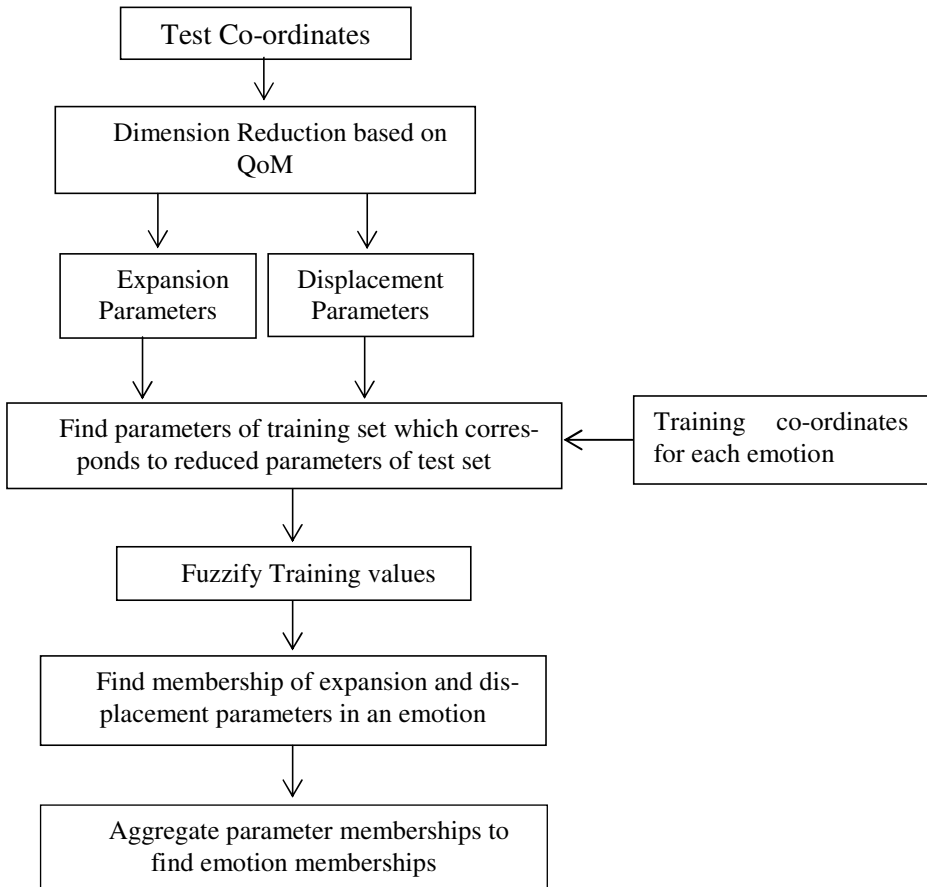 Test Co-ordinates
Dimension Reduction based on
QoM
Expansion
Parameters
Displacement
Parameters
Find parameters of training set which corres-
ponds to reduced parameters of test set
Training co-ordinates
for each emotion
Fuzzify Training values
Find membership of expansion and dis-
placement parameters in an emotion
Aggregate parameter memberships to
find emotion memberships